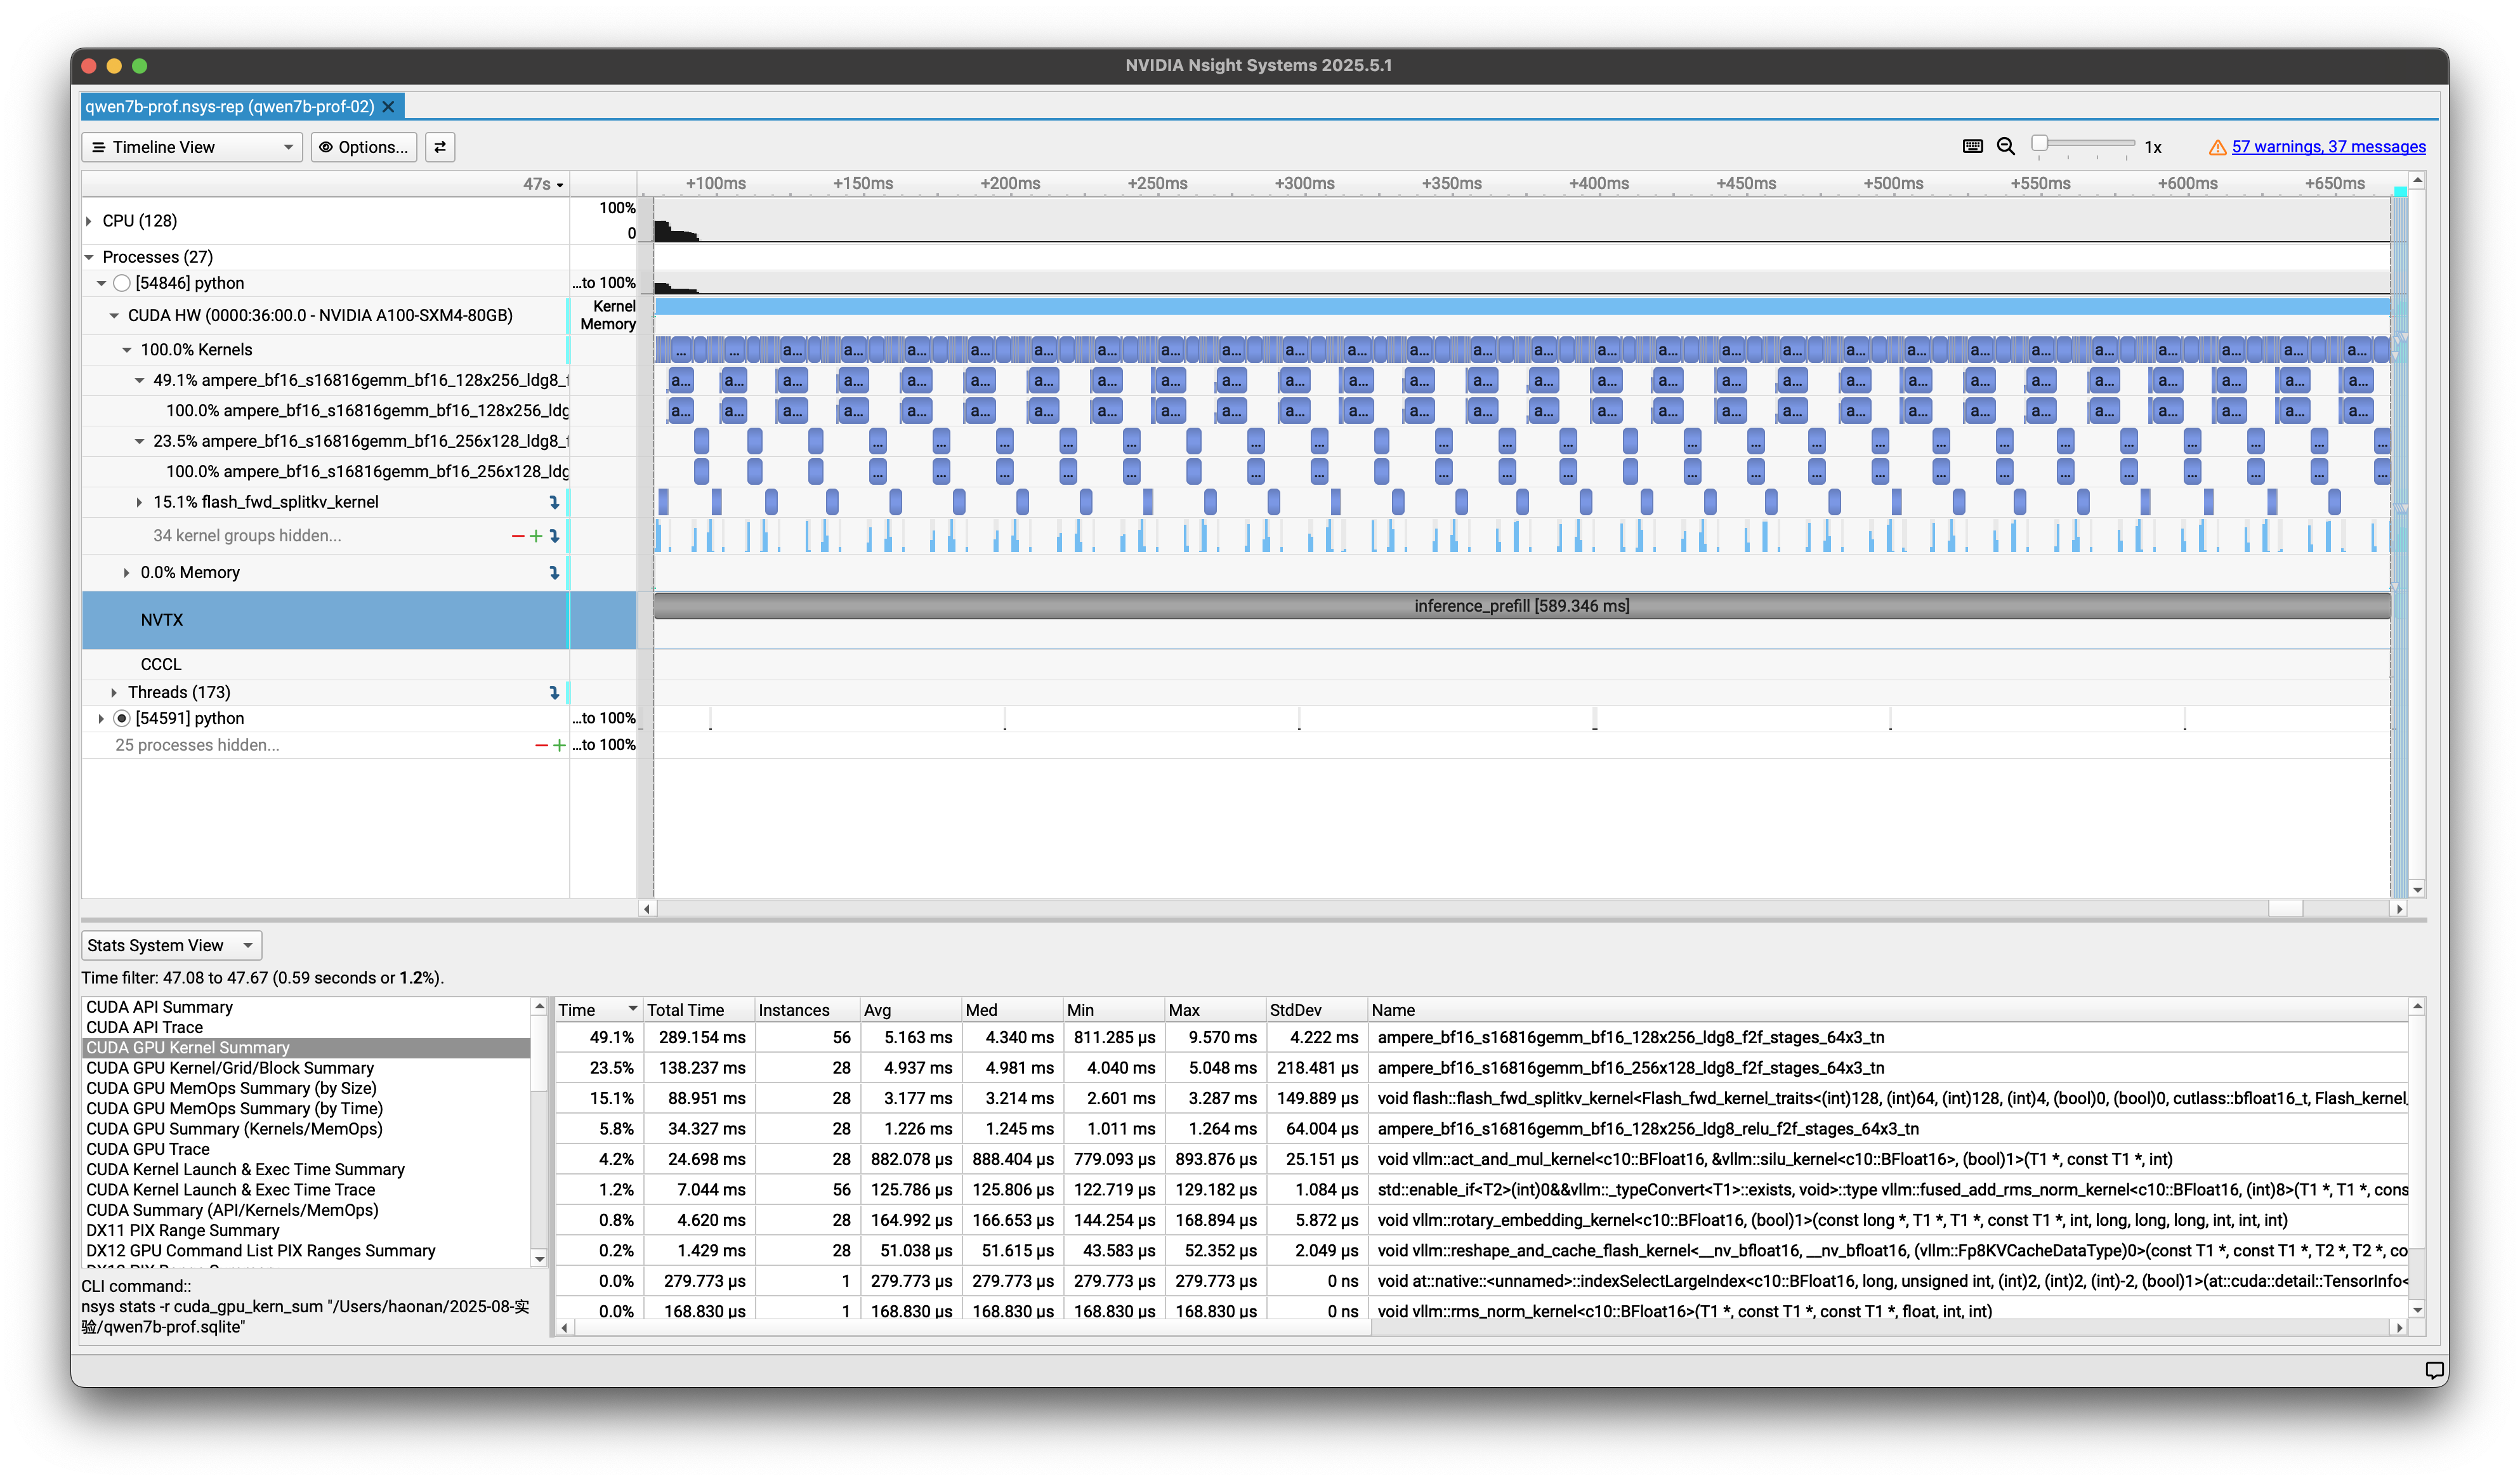 NVIDIA Nsight Systems 2025.5.1
qwen7b-prof.nsys-rep (qwen7b-prof-02)
Timeline View
Options...
1x
57 warnings, 37 messages
47s
+100ms +150ms +200ms +250ms +300ms +350ms +400ms +450ms +500ms +550ms +600ms +650ms
CPU (128)
100%
0
Processes (27)
[54846] python
...to 100%
CUDA HW (0000:36:00.0 - NVIDIA A100-SXM4-80GB)
Kernel
Memory
100.0% Kernels
... ... a... a... a... a... a... a... a... a... a... a... a... a... a... a... a... a... a... a... a... a... a... a... a... a... a... a...
49.1% ampere_bf16_s16816gemm_bf16_128x256_ldg8_f
a... a... a... a... a... a... a... a... a... a... a... a... a... a... a... a... a... a... a... a... a... a... a... a... a... a... a... a...
100.0% ampere_bf16_s16816gemm_bf16_128x256_ldg
a... a... a... a... a... a... a... a... a... a... a... a... a... a... a... a... a... a... a... a... a... a... a... a... a... a... a... a...
23.5% ampere_bf16_s16816gemm_bf16_256x128_ldg8_f
... ... ... ... ... ... ... ... ... ... ... ... ... ... ... ... ... ... ... ... ... ...
100.0% ampere_bf16_s16816gemm_bf16_256x128_ldg
... ... ... ... ... ... ... ... ... ... ... ... ... ... ... ... ... ... ... ... ... ...
15.1% flash_fwd_splitkv_kernel
34 kernel groups hidden...
0.0% Memory
NVTX
inference_prefill [589.346 ms]
CCCL
Threads (173)
[54591] python
...to 100%
25 processes hidden...
...to 100%
Stats System View
Time filter: 47.08 to 47.67 (0.59 seconds or 1.2%).
CUDA API Summary
CUDA API Trace
CUDA GPU Kernel Summary
CUDA GPU Kernel/Grid/Block Summary
CUDA GPU MemOps Summary (by Size)
CUDA GPU MemOps Summary (by Time)
CUDA GPU Summary (Kernels/MemOps)
CUDA GPU Trace
CUDA Kernel Launch & Exec Time Summary
CUDA Kernel Launch & Exec Time Trace
CUDA Summary (API/Kernels/MemOps)
DX11 PIX Range Summary
DX12 GPU Command List PIX Ranges Summary
CLI command::
nsys stats -r cuda_gpu_kern_sum "/Users/haonan/2025-08-实
验/qwen7b-prof.sqlite"
Time Total Time Instances Avg Med Min Max StdDev Name
49.1% 289.154 ms 56 5.163 ms 4.340 ms 811.285 μs 9.570 ms 4.222 ms ampere_bf16_s16816gemm_bf16_128x256_ldg8_f2f_stages_64x3_tn
23.5% 138.237 ms 28 4.937 ms 4.981 ms 4.040 ms 5.048 ms 218.481 μs ampere_bf16_s16816gemm_bf16_256x128_ldg8_f2f_stages_64x3_tn
15.1% 88.951 ms 28 3.177 ms 3.214 ms 2.601 ms 3.287 ms 149.889 μs void flash::flash_fwd_splitkv_kernel<Flash_fwd_kernel_traits<(int)128, (int)64, (int)128, (int)4, (bool)0, (bool)0, cutlass::bfloat16_t, Flash_kernel_
5.8% 34.327 ms 28 1.226 ms 1.245 ms 1.011 ms 1.264 ms 64.004 μs ampere_bf16_s16816gemm_bf16_128x256_ldg8_relu_f2f_stages_64x3_tn
4.2% 24.698 ms 28 882.078 μs 888.404 μs 779.093 μs 893.876 μs 25.151 μs void vllm::act_and_mul_kernel<c10::BFloat16, &vllm::silu_kernel<c10::BFloat16>, (bool)1>(T1 *, const T1 *, int)
1.2% 7.044 ms 56 125.786 μs 125.806 μs 122.719 μs 129.182 μs 1.084 μs std::enable_if<T2>(int)0&&vllm::_typeConvert<T1>::exists, void>::type vllm::fused_add_rms_norm_kernel<c10::BFloat16, (int)8>(T1 *, T1 *, cons
0.8% 4.620 ms 28 164.992 μs 166.653 μs 144.254 μs 168.894 μs 5.872 μs void vllm::rotary_embedding_kernel<c10::BFloat16, (bool)1>(const long *, T1 *, T1 *, const T1 *, int, long, long, long, int, int, int)
0.2% 1.429 ms 28 51.038 μs 51.615 μs 43.583 μs 52.352 μs 2.049 μs void vllm::reshape_and_cache_flash_kernel<__nv_bfloat16, __nv_bfloat16, (vllm::Fp8KVCacheDataType)0>(const T1 *, const T1 *, T2 *, T2 *, co
0.0% 279.773 μs 1 279.773 μs 279.773 μs 279.773 μs 279.773 μs 0 ns void at::native::<unnamed>::indexSelectLargeIndex<c10::BFloat16, long, unsigned int, (int)2, (int)2, (int)-2, (bool)1>(at::cuda::detail::TensorInfo<
0.0% 168.830 μs 1 168.830 μs 168.830 μs 168.830 μs 168.830 μs 0 ns void vllm::rms_norm_kernel<c10::BFloat16>(T1 *, const T1 *, const T1 *, float, int, int)